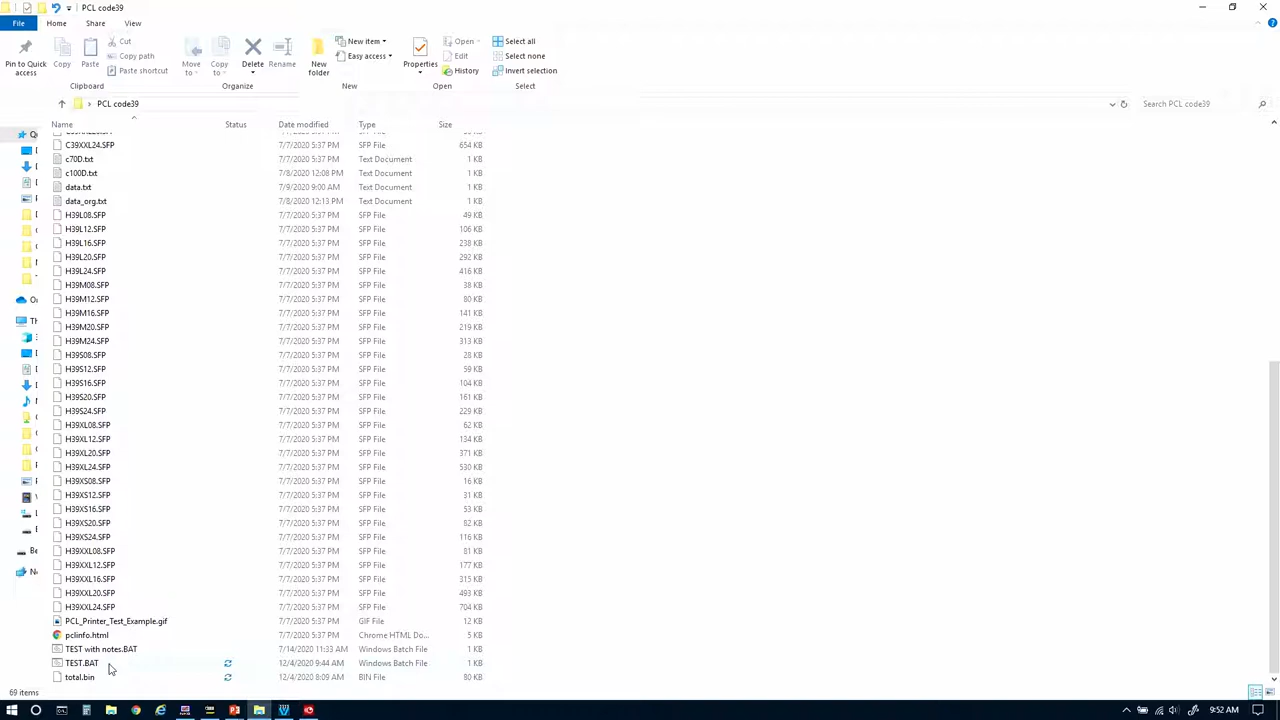 PCL code39
File Home Share View
Pin to Quick access
Copy
Paste
Cut
Copy path
Paste shortcut
Clipboard
Move to
Copy to
Delete
Rename
Organize
New folder
New item
Easy access
New
Properties
Open
Edit
History
Open
Select all
Select none
Invert selection
Select
PCL code39
Search PCL code39
Name Status Date modified Type Size
C39XXL24.SFP 7/7/2020 5:37 PM SFP File 654 KB
c70D.txt 7/7/2020 5:37 PM Text Document 1 KB
c100D.txt 7/8/2020 12:08 PM Text Document 1 KB
data.txt 7/9/2020 9:00 AM Text Document 1 KB
data_org.txt 7/8/2020 12:13 PM Text Document 1 KB
H39L08.SFP 7/7/2020 5:37 PM SFP File 49 KB
H39L12.SFP 7/7/2020 5:37 PM SFP File 106 KB
H39L16.SFP 7/7/2020 5:37 PM SFP File 238 KB
H39L20.SFP 7/7/2020 5:37 PM SFP File 292 KB
H39L24.SFP 7/7/2020 5:37 PM SFP File 416 KB
H39M08.SFP 7/7/2020 5:37 PM SFP File 38 KB
H39M12.SFP 7/7/2020 5:37 PM SFP File 80 KB
H39M16.SFP 7/7/2020 5:37 PM SFP File 141 KB
H39M20.SFP 7/7/2020 5:37 PM SFP File 219 KB
H39M24.SFP 7/7/2020 5:37 PM SFP File 313 KB
H39S08.SFP 7/7/2020 5:37 PM SFP File 28 KB
H39S12.SFP 7/7/2020 5:37 PM SFP File 59 KB
H39S16.SFP 7/7/2020 5:37 PM SFP File 104 KB
H39S20.SFP 7/7/2020 5:37 PM SFP File 161 KB
H39S24.SFP 7/7/2020 5:37 PM SFP File 229 KB
H39XL08.SFP 7/7/2020 5:37 PM SFP File 62 KB
H39XL12.SFP 7/7/2020 5:37 PM SFP File 134 KB
H39XL20.SFP 7/7/2020 5:37 PM SFP File 371 KB
H39XL24.SFP 7/7/2020 5:37 PM SFP File 530 KB
H39XS08.SFP 7/7/2020 5:37 PM SFP File 16 KB
H39XS12.SFP 7/7/2020 5:37 PM SFP File 31 KB
H39XS16.SFP 7/7/2020 5:37 PM SFP File 53 KB
H39XS20.SFP 7/7/2020 5:37 PM SFP File 82 KB
H39XS24.SFP 7/7/2020 5:37 PM SFP File 116 KB
H39XXL08.SFP 7/7/2020 5:37 PM SFP File 81 KB
H39XXL12.SFP 7/7/2020 5:37 PM SFP File 177 KB
H39XXL16.SFP 7/7/2020 5:37 PM SFP File 315 KB
H39XXL20.SFP 7/7/2020 5:37 PM SFP File 493 KB
H39XXL24.SFP 7/7/2020 5:37 PM SFP File 704 KB
PCL_Printer_Test_Example.gif 7/7/2020 5:37 PM GIF File 12 KB
pclinfo.html 7/7/2020 5:37 PM Chrome HTML Do... 5 KB
TEST with notes.BAT 7/14/2020 11:33 AM Windows Batch File 1 KB
TEST.BAT 12/4/2020 9:44 AM Windows Batch File 1 KB
total.bin 12/4/2020 8:09 AM BIN File 80 KB
69 items
9:52 AM